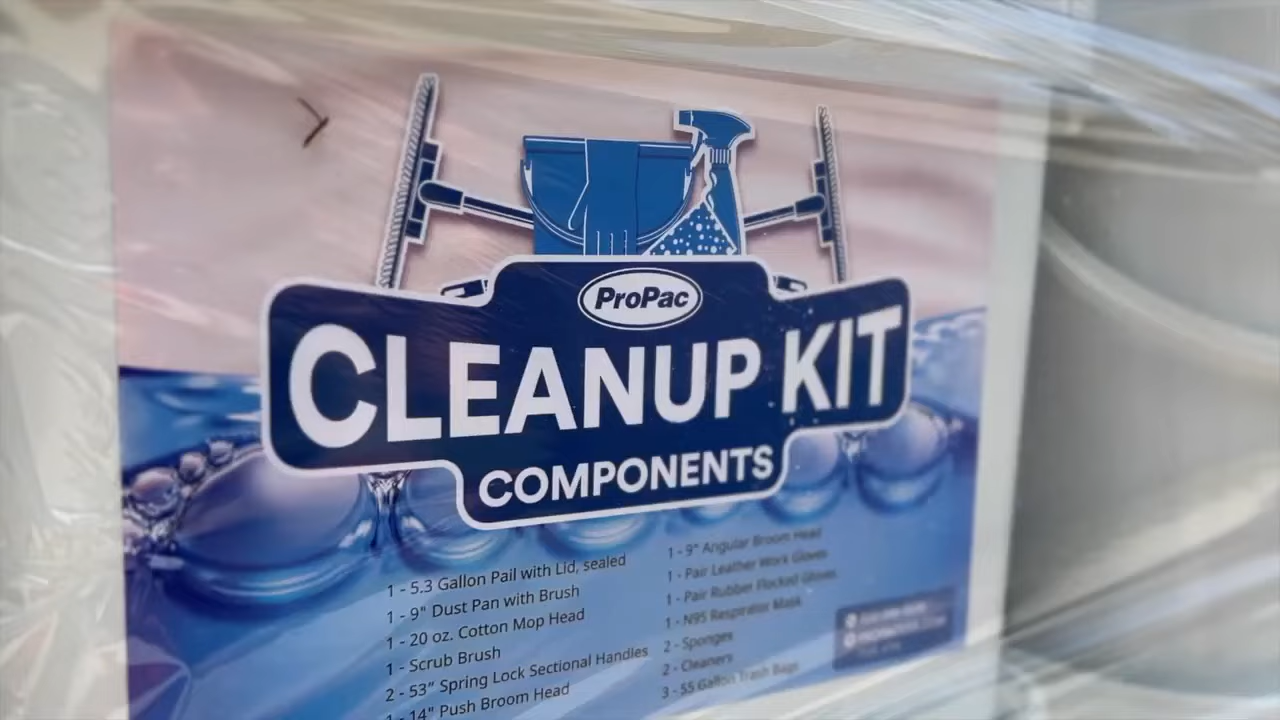 ProPac
CLEANUP KIT
COMPONENTS
1 - 5.3 Gallon Pail with Lid, sealed
1 - 9" Dust Pan with Brush
1 - 20 oz. Cotton Mop Head
1 - Scrub Brush
2 - 53" Spring Lock Sectional Handles
1 - 14" Push Broom Head
1 - 9" Angular Broom Head
1 - Pair Leather Work Gloves
1 - Pair Rubber Flocked Gloves
1 - N95 Respirator Mask
2 - Sponges
2 - Cleaners
3 - 55 Gallon Trash Bags